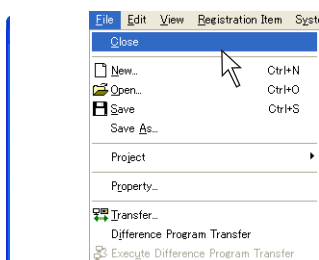 File Edit View Registration Item Syste
Close
New... Ctrl+N
Open... Ctrl+O
Save Ctrl+S
Save As...
Project
Property...
Transfer...
Difference Program Transfer
Execute Difference Program Transfer